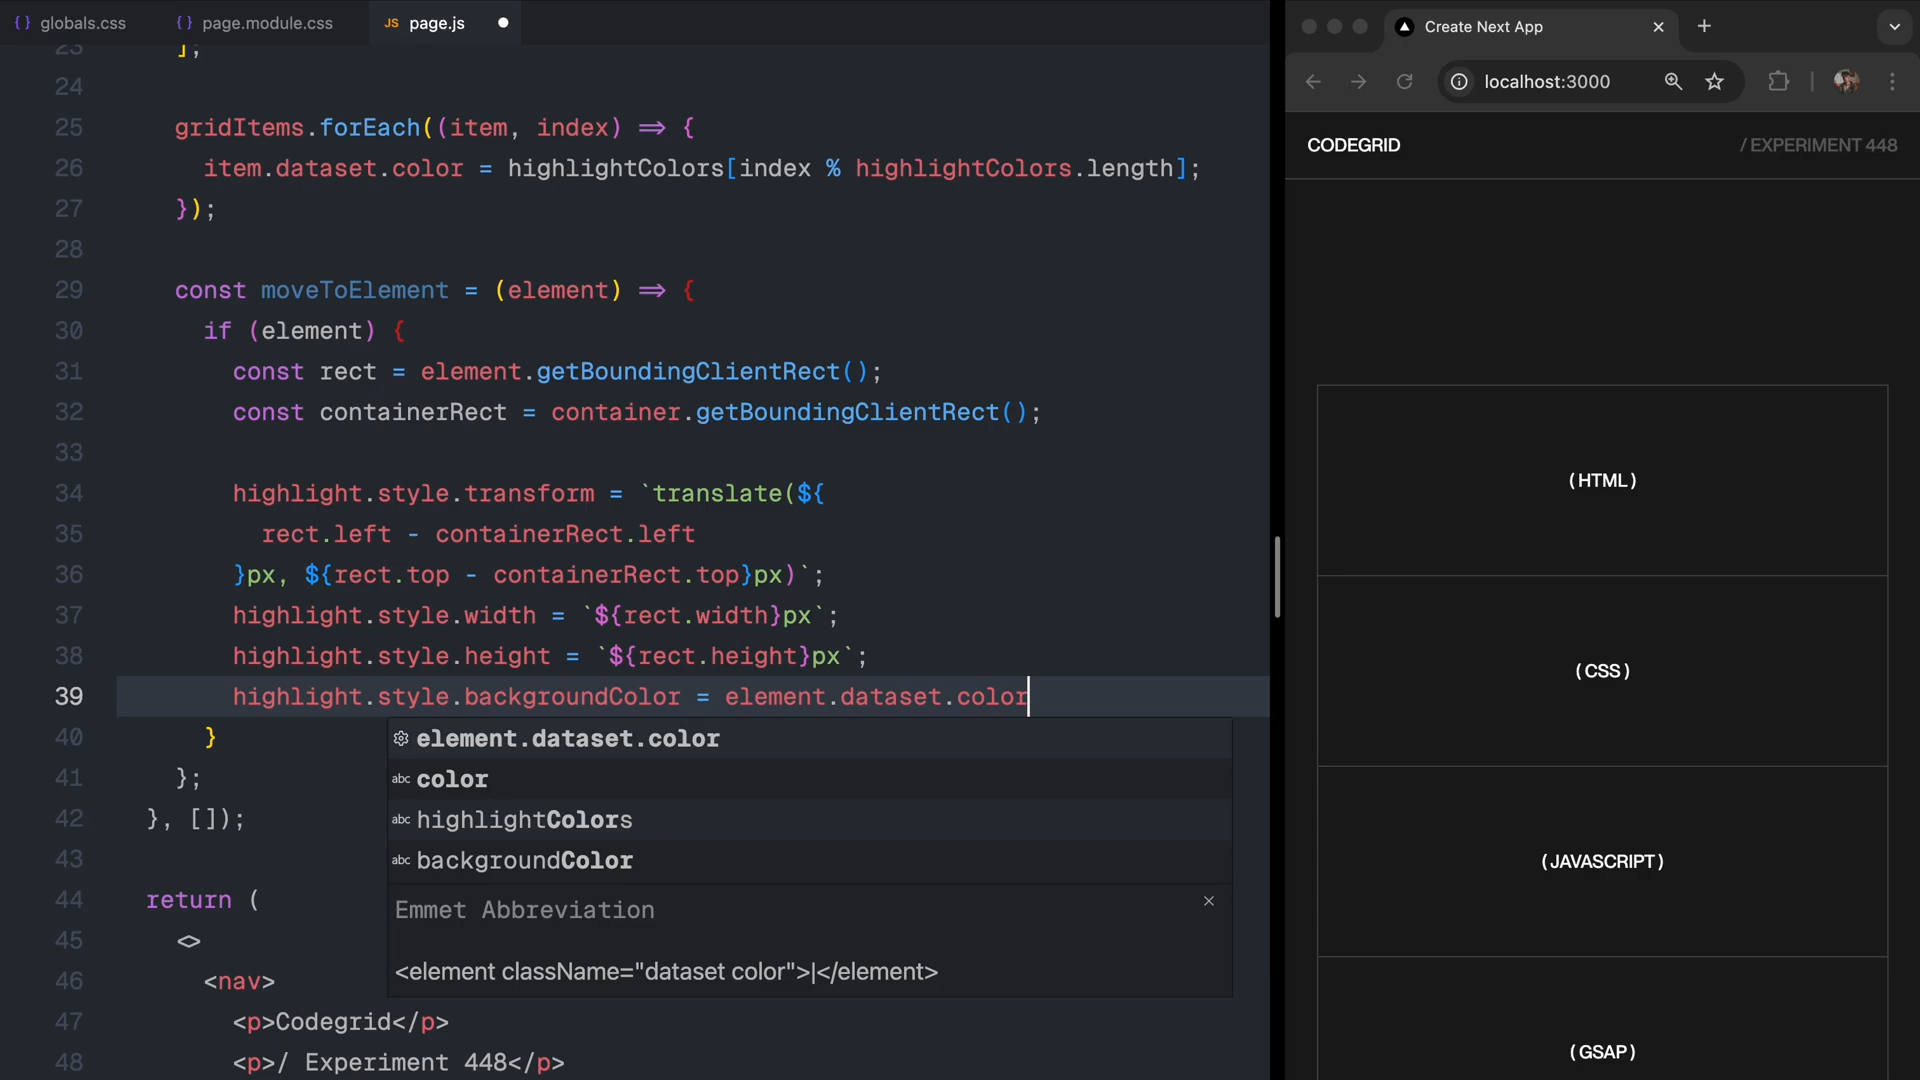 globals.css
page.module.css
JS page.js
23 ];
24
25 gridItems.forEach((item, index) => {
26 item.dataset.color = highlightColors[index % highlightColors.length];
27 });
28
29 const moveToElement = (element) => {
30 if (element) {
31 const rect = element.getBoundingClientRect();
32 const containerRect = container.getBoundingClientRect();
33
34 highlight.style.transform = `translate(${
35 rect.left - containerRect.left
36 }px, ${rect.top - containerRect.top}px)`;
37 highlight.style.width = `${rect.width}px`;
38 highlight.style.height = `${rect.height}px`;
39 highlight.style.backgroundColor = element.dataset.color
40 }
element.dataset.color
41 };
abc color
42 }, []);
abc highlightColors
43
abc backgroundColor
44 return (
Emmet Abbreviation
45 <>
46 <nav>
<element className="dataset color">|</element>
47 <p>Codegrid</p>
48 <p>/ Experiment 448</p>
Create Next App
localhost:3000
CODEGRID
/ EXPERIMENT 448
( HTML )
( CSS )
( JAVASCRIPT )
( GSAP )